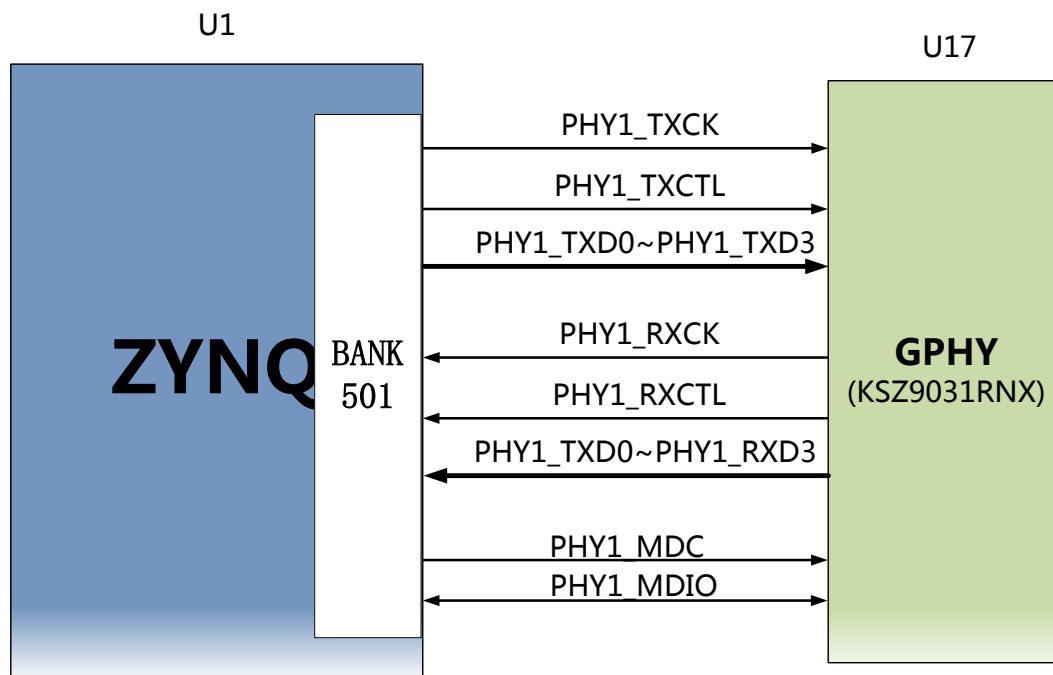 U1
U17
PHY1_TXCK
PHY1_TXCTL
PHY1_TXD0~PHY1_TXD3
PHY1_RXCK
PHY1_RXCTL
PHY1_TXD0~PHY1_RXD3
PHY1_MDC
PHY1_MDIO
ZYNQ
BANK
501
GPHY
(KSZ9031RNX)